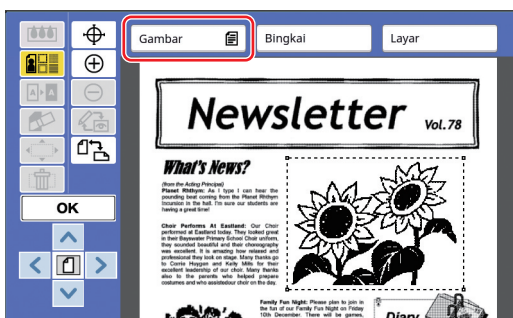 Gambar
Bingkai
Layar
A A
OK
Newsletter Vol.78
What's News?
(from the Acting Principal)
Planet Rhthym: As I type I can hear the
pounding beat coming from the Planet Rhthym
incursion in the hall. I'm sure our students are
having a great time!
Choir Performs At Eastland: Our Choir
performed at Eastland today. They looked great
in their Bayswater Primary School Choir uniform,
they sounded beautiful and their choreography
was excellent. It is amazing how relaxed and
professional they look on stage. Many thanks go
to Corrie Huygen and Kelly Mills for their
excellent leadership of our choir. Many thanks
also to the parents who helped prepare
costumes and who assistedour choir on the day.
Family Fun Night: Please plan to join in
the fun of our Family Fun Night on Friday
10th December. There will be games,
Diary